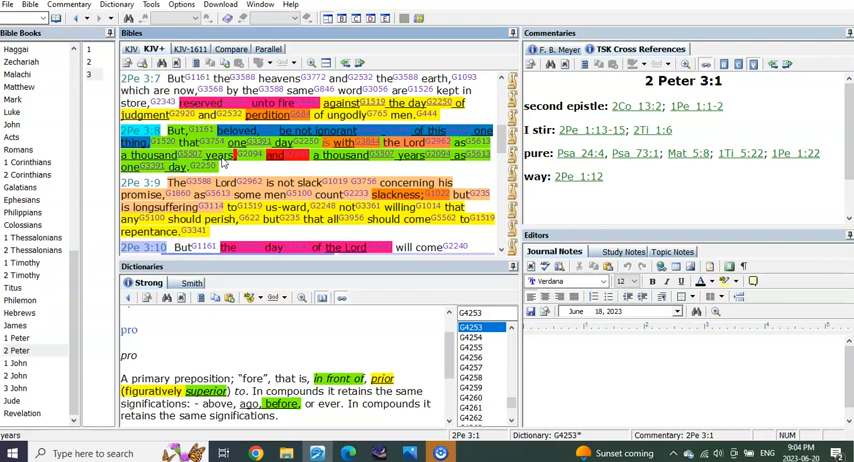 File View Bible Commentary Tools Options Download Window Help
Bible Books
Haggai
Zechariah
Malachi
Matthew
Mark
Luke
John
Acts
Romans
1 Corinthians
2 Corinthians
Galatians
Ephesians
Philippians
Colossians
1 Thessalonians
2 Thessalonians
1 Timothy
2 Timothy
Titus
Philemon
Hebrews
James
1 Peter
2 Peter
1 John
2 John
3 John
Jude
Revelation
1
2
3
Bibles
KJV KJV+ KJV-1611 Compare Parallel
2Pe 3:7 But G1161 the G3588 heavens G3772 and G2532 the G3588 earth, G1093
which are now, G3568 by the G3588 same G846 word G3056 are kept in
store, G2343 reserved unto fire against G1519 the day G2250 of
judgment G2920 and G2532 perdition G684 of ungodly G765 men. G444
2Pe 3:8 But, G1161 beloved, be not ignorant of this one
thing, G1520 that G3754 one G3391 day G2250 is with G3844 the Lord G2962 as G5613
a thousand G5507 years, G2094 and a thousand G5507 years G2094 as G5613
one G3391 day. G2250
2Pe 3:9 The G3588 Lord G2962 is not slack G1019 G3756 concerning his
promise, G1860 as G5613 some men G5100 count G2233 slackness; G1022 but G235
is longsuffering G3114 to G1519 us-ward, G2248 not G3361 willing G1014 that
any G5100 should perish, G622 but G235 that all G3956 should come G5562 to G1519
repentance. G3341
2Pe 3:10 But G1161 the day of the Lord will come G2240
Dictionaries
Strong Smith
pro
pro
A primary preposition; “fore”, that is, in front of, prior
(figuratively superior) to. In compounds it retains the same
significations: - above, ago, before, or ever. In compounds it
retains the same significations.
G4253
G4253
G4254
G4255
G4256
G4257
G4258
G4259
G4260
G4261
G4262
Commentaries
F. B. Meyer TSK Cross References
2 Peter 3:1
second epistle: 2Co 13:2; 1Pe 1:1-2
I stir: 2Pe 1:13-15; 2Ti 1:6
pure: Psa 24:4, Psa 73:1; Mat 5:8; 1Ti 5:22; 1Pe 1:22
way: 2Pe 1:12
Editors
Journal Notes Study Notes Topic Notes
Verdana 12 B I U A
June 18, 2023
1 2 3 4 5
years 2Pe 3:1 Dictionary: G4253* Commentary: 2Pe 3:1 NUM
Type here to search
Sunset coming
ENG
9:04 PM
2023-06-20